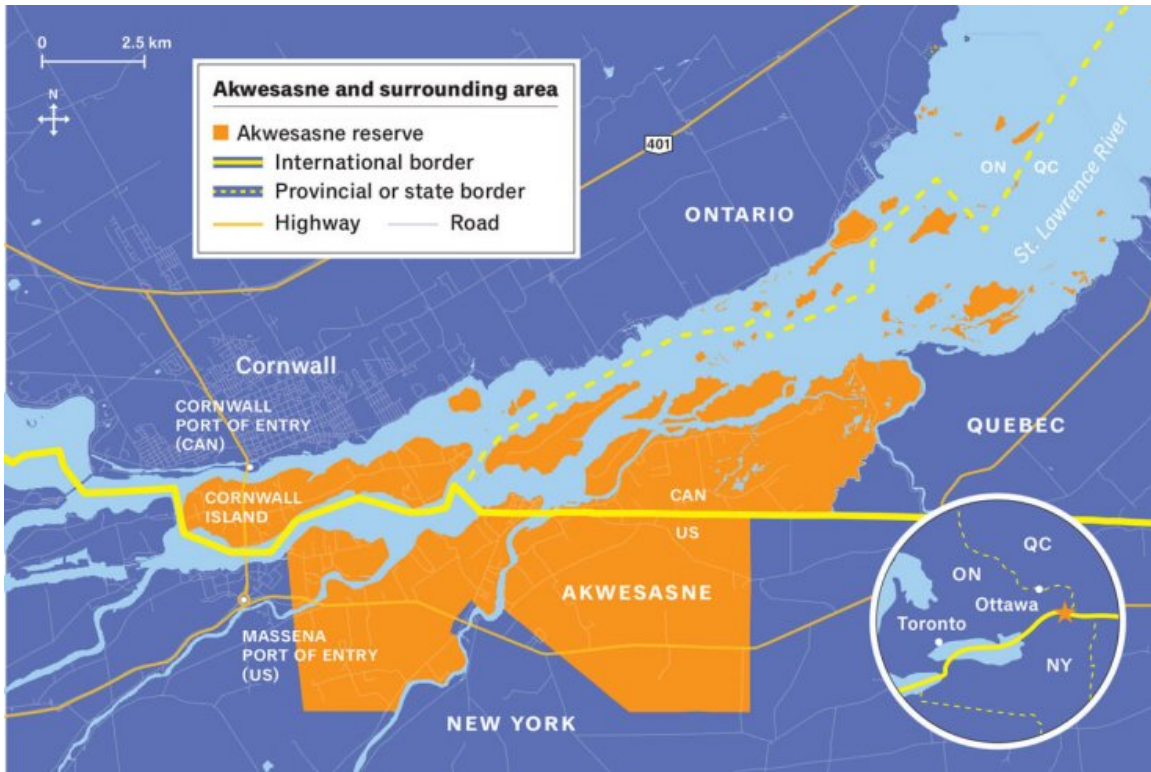 0 2.5 km
N
Akwesasne and surrounding area
Akwesasne reserve
International border
Provincial or state border
Highway Road
401
ON QC
St. Lawrence River
ONTARIO
Cornwall
CORNWALL
PORT OF ENTRY
(CAN)
QUEBEC
CORNWALL
ISLAND
CAN
US
AKWESASNE
MASSENA
PORT OF ENTRY
(US)
NEW YORK
QC
ON
Ottawa
Toronto
NY